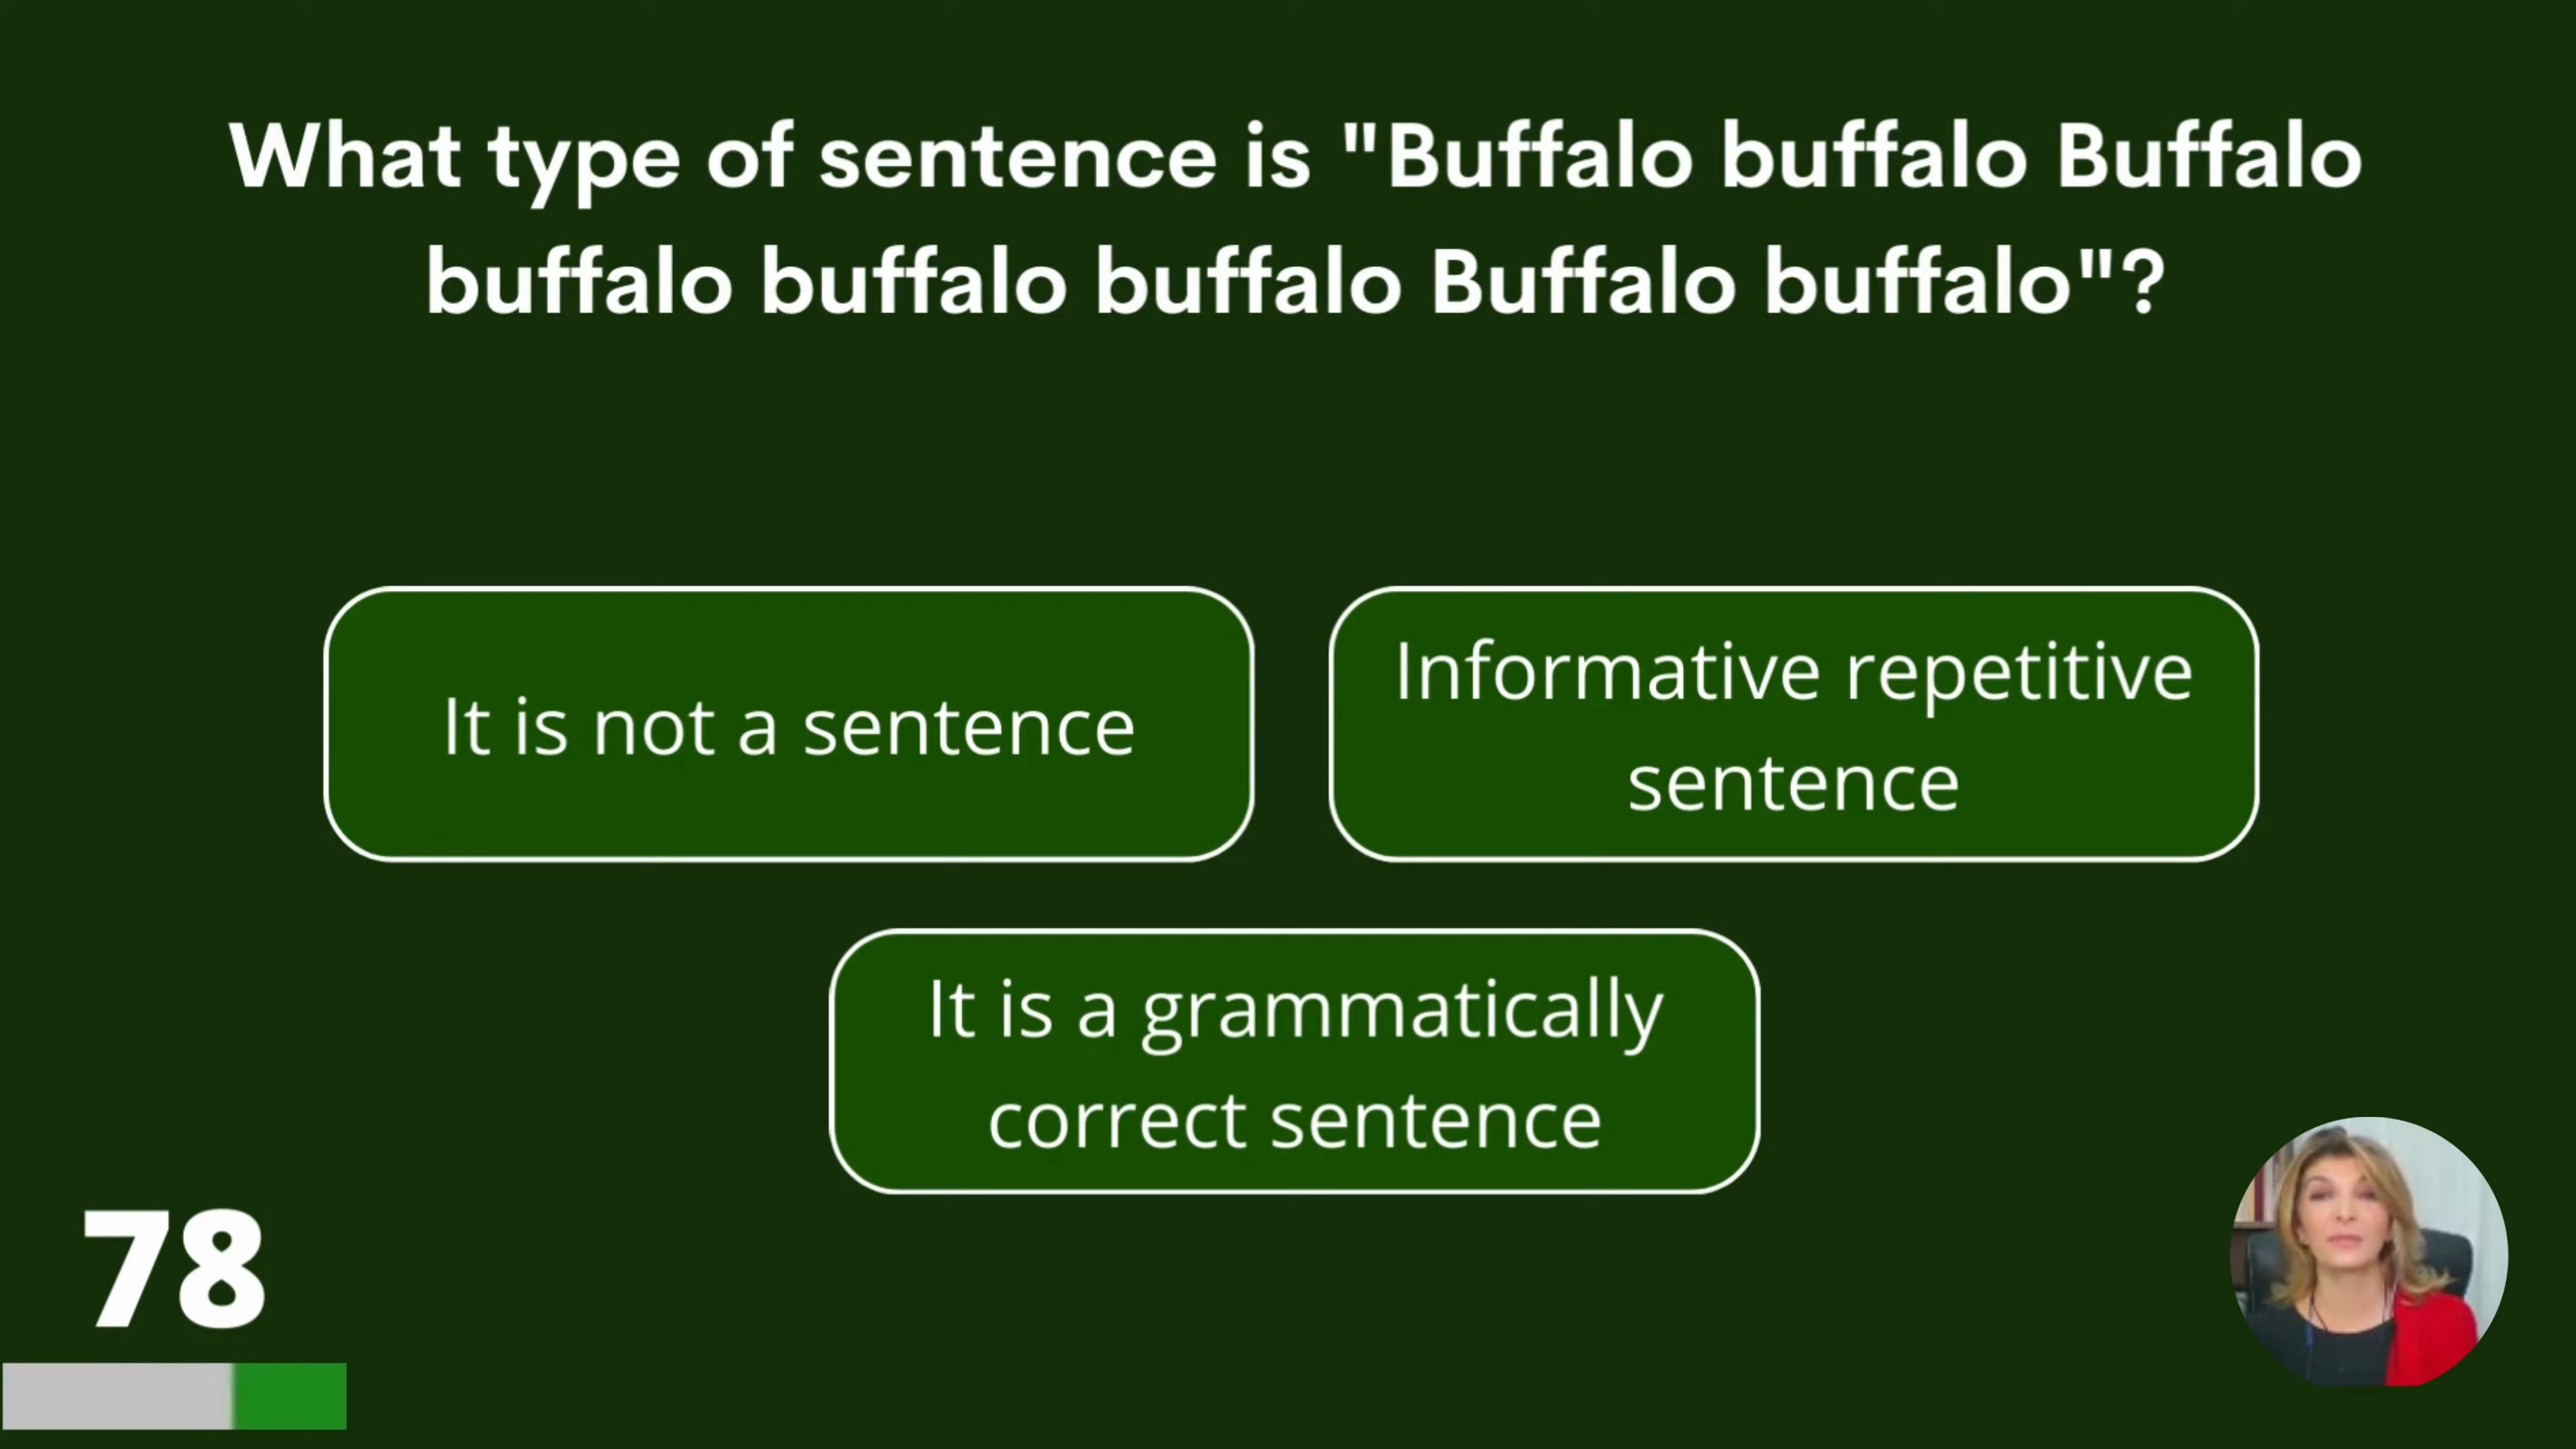 What type of sentence is "Buffalo buffalo Buffalo
buffalo buffalo buffalo Buffalo buffalo"?
It is not a sentence
Informative repetitive
sentence
It is a grammatically
correct sentence
78